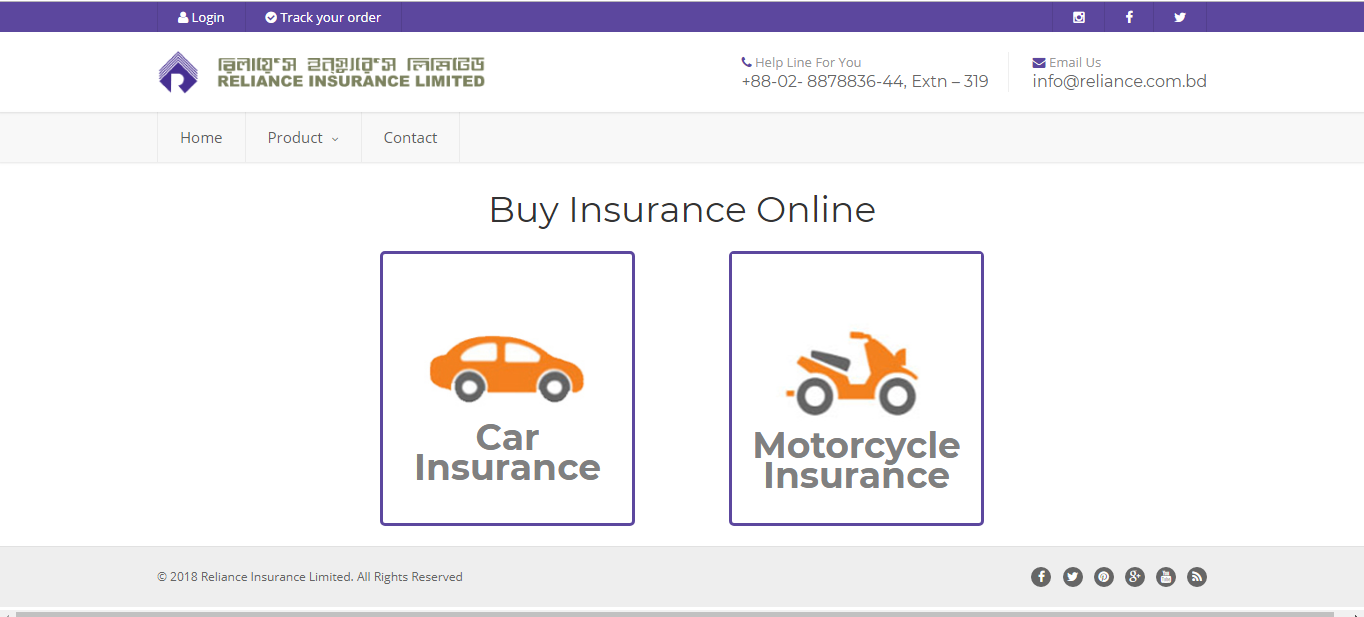 Login
Track your order
রিলায়েন্স ইন্স্যুরেন্স লিমিটেড
RELIANCE INSURANCE LIMITED
Help Line For You
+88-02- 8878836-44, Extn – 319
Email Us
info@reliance.com.bd
Home
Product
Contact
Buy Insurance Online
Car
Insurance
Motorcycle
Insurance
© 2018 Reliance Insurance Limited. All Rights Reserved